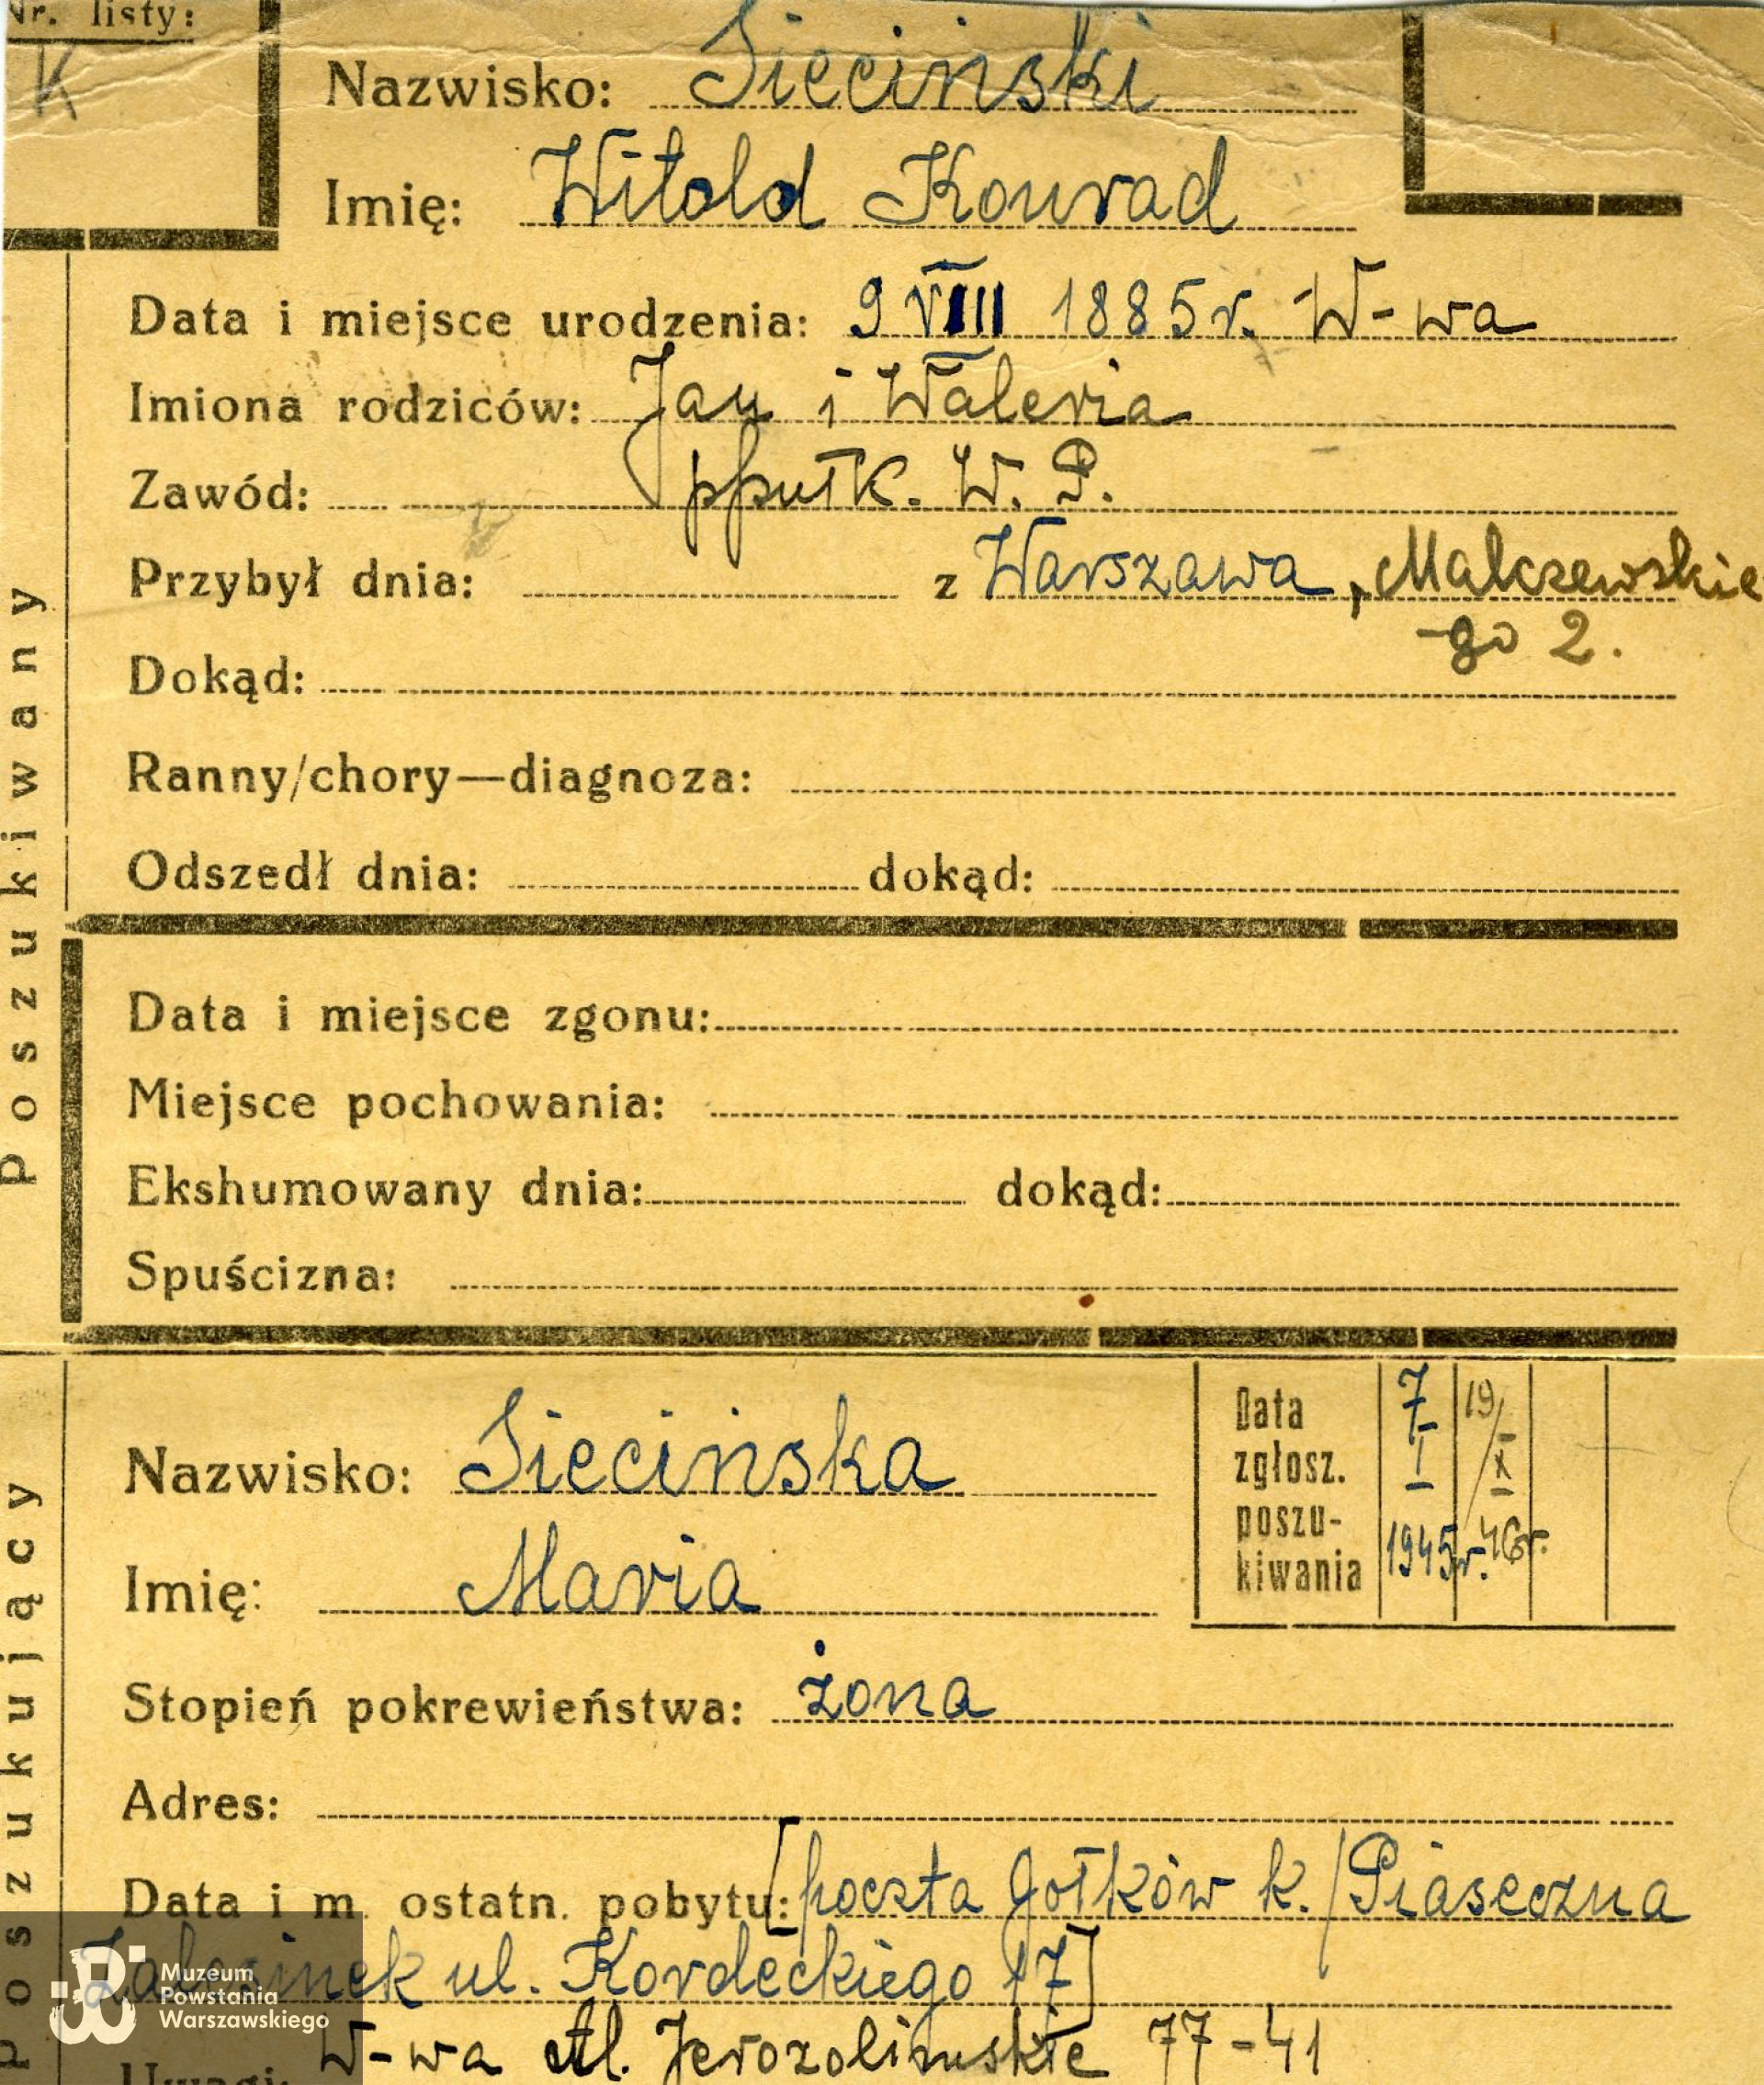 Nr. listy:
K
Nazwisko: Sieciński
Imię: Witold Konrad
Data i miejsce urodzenia: 9 VIII 1885 r. W-wa
Imiona rodziców: Jan i Waleria
Zawód: ppułk. W. P.
Przybył dnia: z Warszawa, Malczewskie
-go 2.
Dokąd:
Ranny/chory—diagnoza:
Odszedł dnia: dokąd:
Poszukiwany
Data i miejsce zgonu:
Miejsce pochowania:
Ekshumowany dnia: dokąd:
Spuścizna:
Nazwisko: Siecińska
Imię: Maria
Data
zgłosz.
poszu-
kiwania
7
I
1945 r.
19/
X
46 r.
Stopień pokrewieństwa: żona
Adres:
Data i m. ostatn. pobytu: [poczta Gołków k./Piaseczna
Zalesinek ul. Kordeckiego 17]
W-wa Al. Jerozolimskie 77-41
Uwagi:
Poszukujący
Muzeum
Powstania
Warszawskiego